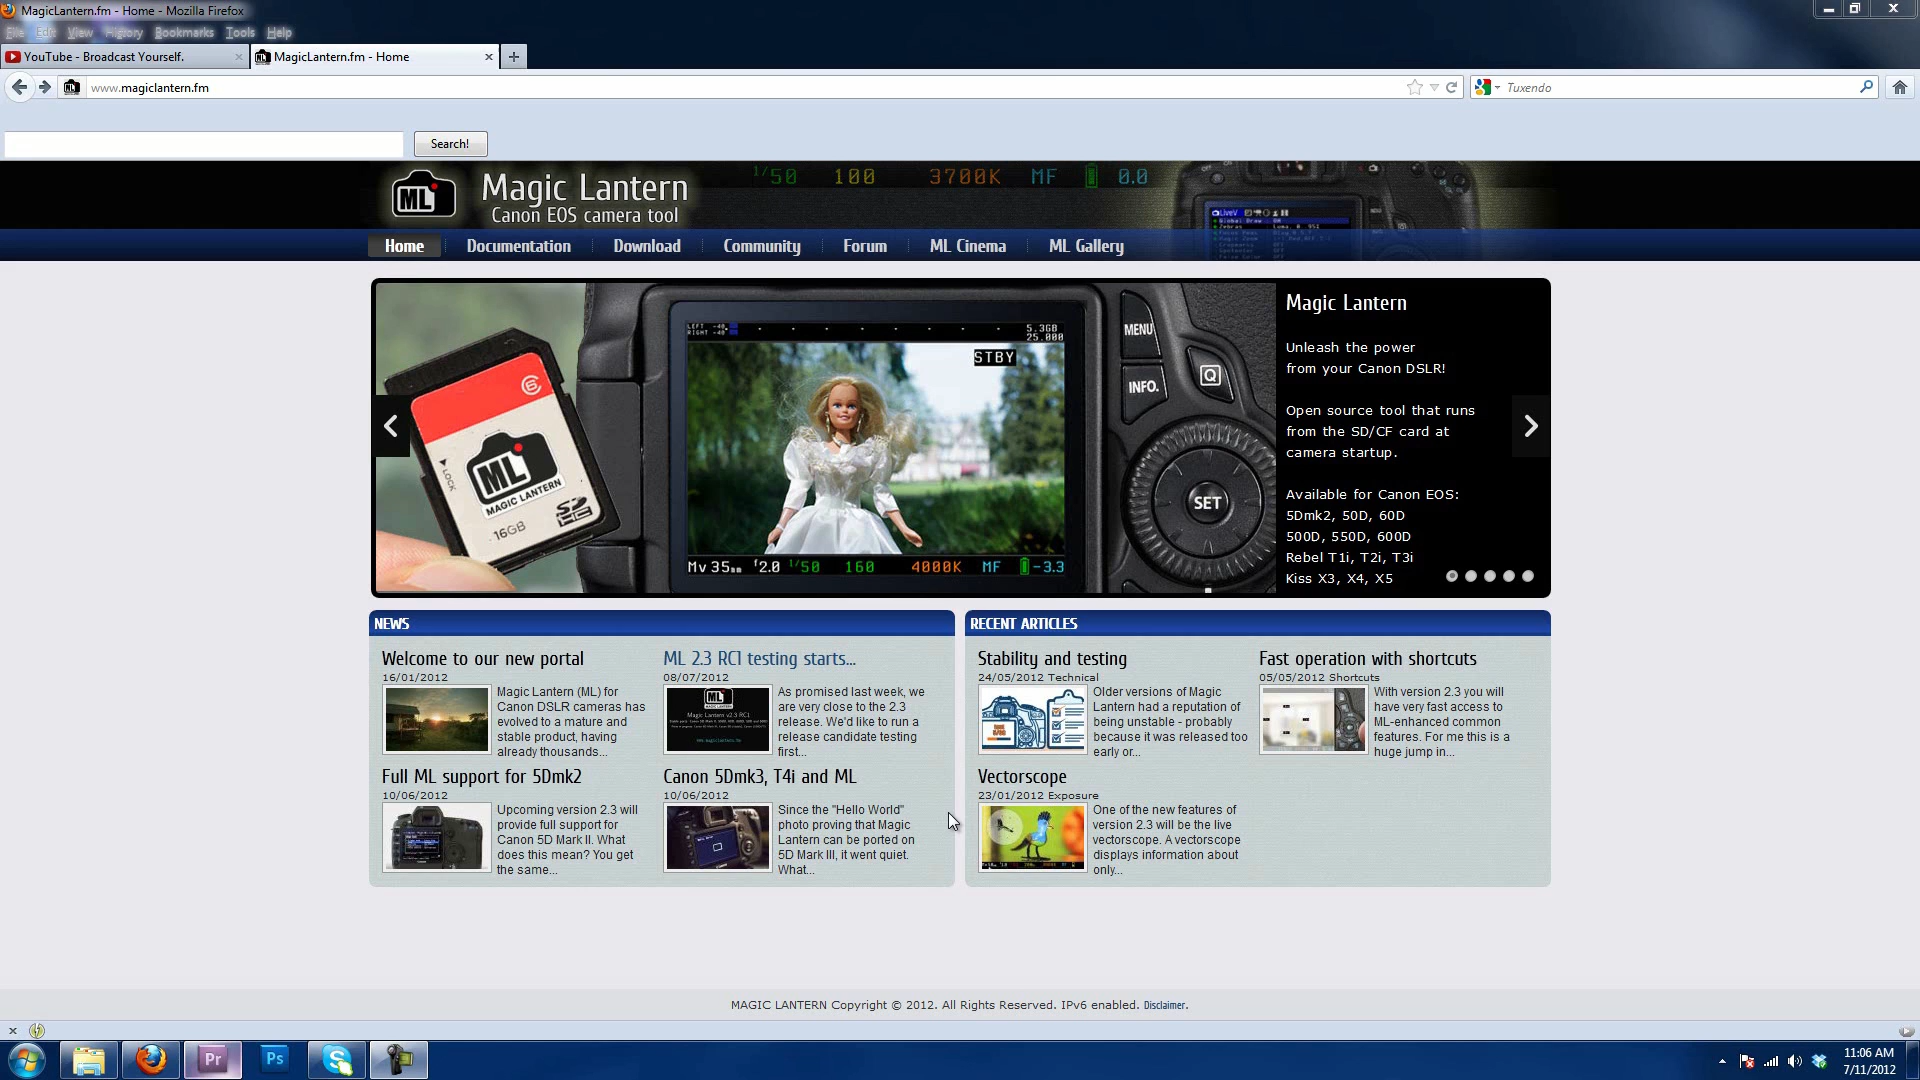 MagicLantern.fm - Home - Mozilla Firefox
File Edit View History Bookmarks Tools Help
YouTube - Broadcast Yourself.
MagicLantern.fm - Home
www.magiclantern.fm
Tuxendo
Search!
ML
Magic Lantern
Canon EOS camera tool
1/50 100 3700K MF 0.0
Home
Documentation
Download
Community
Forum
ML Cinema
ML Gallery
LOCK
ML
MAGIC LANTERN
16GB
LEFT -40
RIGHT -40
5.3GB
25.000
STBY
Mv 35mm f2.0 1/50 160 4000K MF -3.3
MENU
INFO.
Q
SET
Magic Lantern
Unleash the power
from your Canon DSLR!
Open source tool that runs
from the SD/CF card at
camera startup.
Available for Canon EOS:
5Dmk2, 50D, 60D
500D, 550D, 600D
Rebel T1i, T2i, T3i
Kiss X3, X4, X5
NEWS
Welcome to our new portal
16/01/2012
Magic Lantern (ML) for
Canon DSLR cameras has
evolved to a mature and
stable product, having
already thousands...
ML 2.3 RC1 testing starts...
08/07/2012
As promised last week, we
are very close to the 2.3
release. We'd like to run a
release candidate testing
first...
Full ML support for 5Dmk2
10/06/2012
Upcoming version 2.3 will
provide full support for
Canon 5D Mark II. What
does this mean? You get
the same...
Canon 5Dmk3, T4i and ML
10/06/2012
Since the "Hello World"
photo proving that Magic
Lantern can be ported on
5D Mark III, it went quiet.
What...
RECENT ARTICLES
Stability and testing
24/05/2012 Technical
Older versions of Magic
Lantern had a reputation of
being unstable - probably
because it was released too
early or...
Fast operation with shortcuts
05/05/2012 Shortcuts
With version 2.3 you will
have very fast access to
ML-enhanced common
features. For me this is a
huge jump in...
Vectorscope
23/01/2012 Exposure
One of the new features of
version 2.3 will be the live
vectorscope. A vectorscope
displays information about
only...
MAGIC LANTERN Copyright © 2012. All Rights Reserved. IPv6 enabled. Disclaimer.
Pr
Ps
11:06 AM
7/11/2012